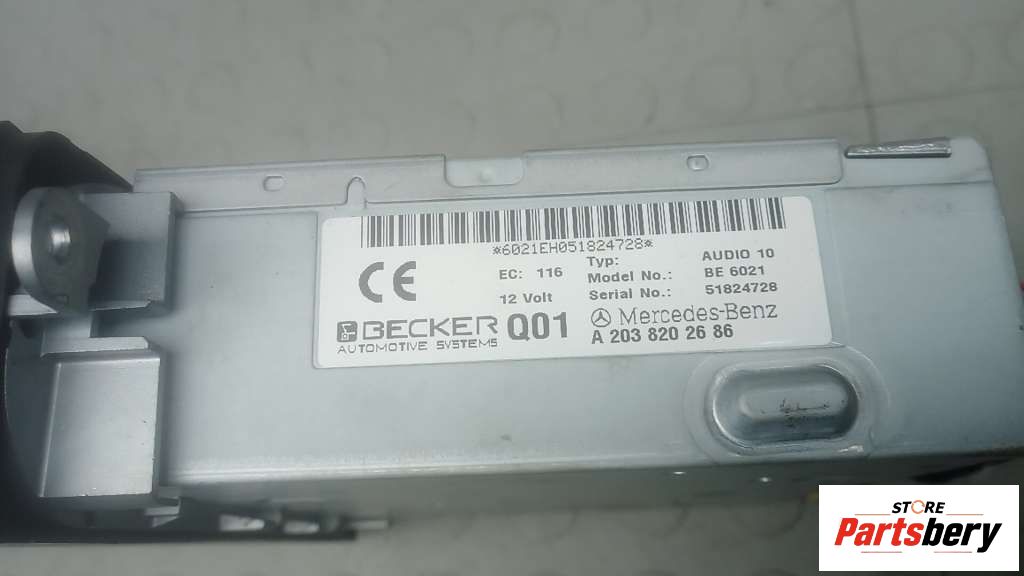 *6021EH051824728*
CE
EC: 116
12 Volt
Typ: AUDIO 10
Model No.: BE 6021
Serial No.: 51824728
BECKER
AUTOMOTIVE SYSTEMS
Q01
Mercedes-Benz
A 203 820 26 86
STORE
Partsbery